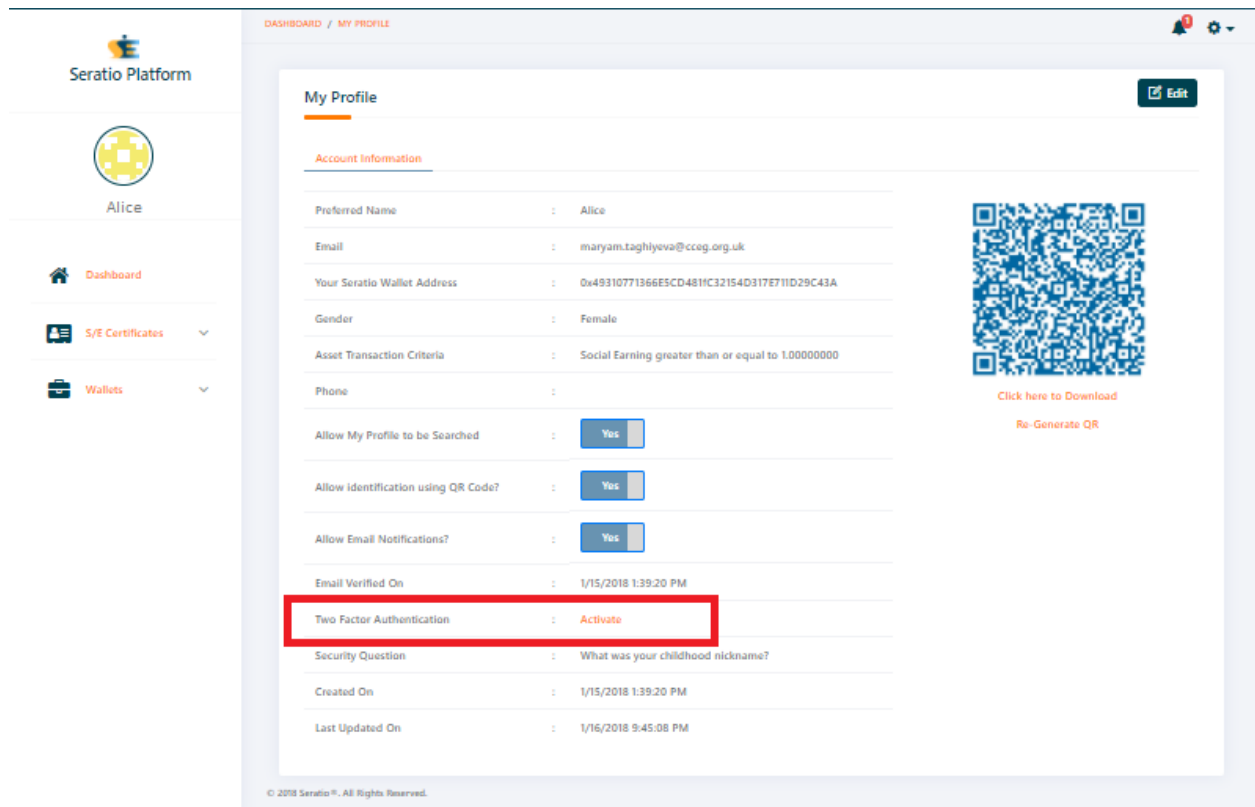 DASHBOARD / MY PROFILE
1
Seratio Platform
Alice
Dashboard
S/E Certificates
Wallets
My Profile
Edit
Account Information
Preferred Name : Alice
Email : maryam.taghiyeva@cceg.org.uk
Your Seratio Wallet Address : 0x49310771366E5CD481fC32154D317E711D29C43A
Gender : Female
Asset Transaction Criteria : Social Earning greater than or equal to 1.00000000
Phone :
Allow My Profile to be Searched : Yes
Allow identification using QR Code? : Yes
Allow Email Notifications? : Yes
Email Verified On : 1/15/2018 1:39:20 PM
Two Factor Authentication : Activate
Security Question : What was your childhood nickname?
Created On : 1/15/2018 1:39:20 PM
Last Updated On : 1/16/2018 9:45:08 PM
Click here to Download
Re-Generate QR
© 2018 Seratio®. All Rights Reserved.